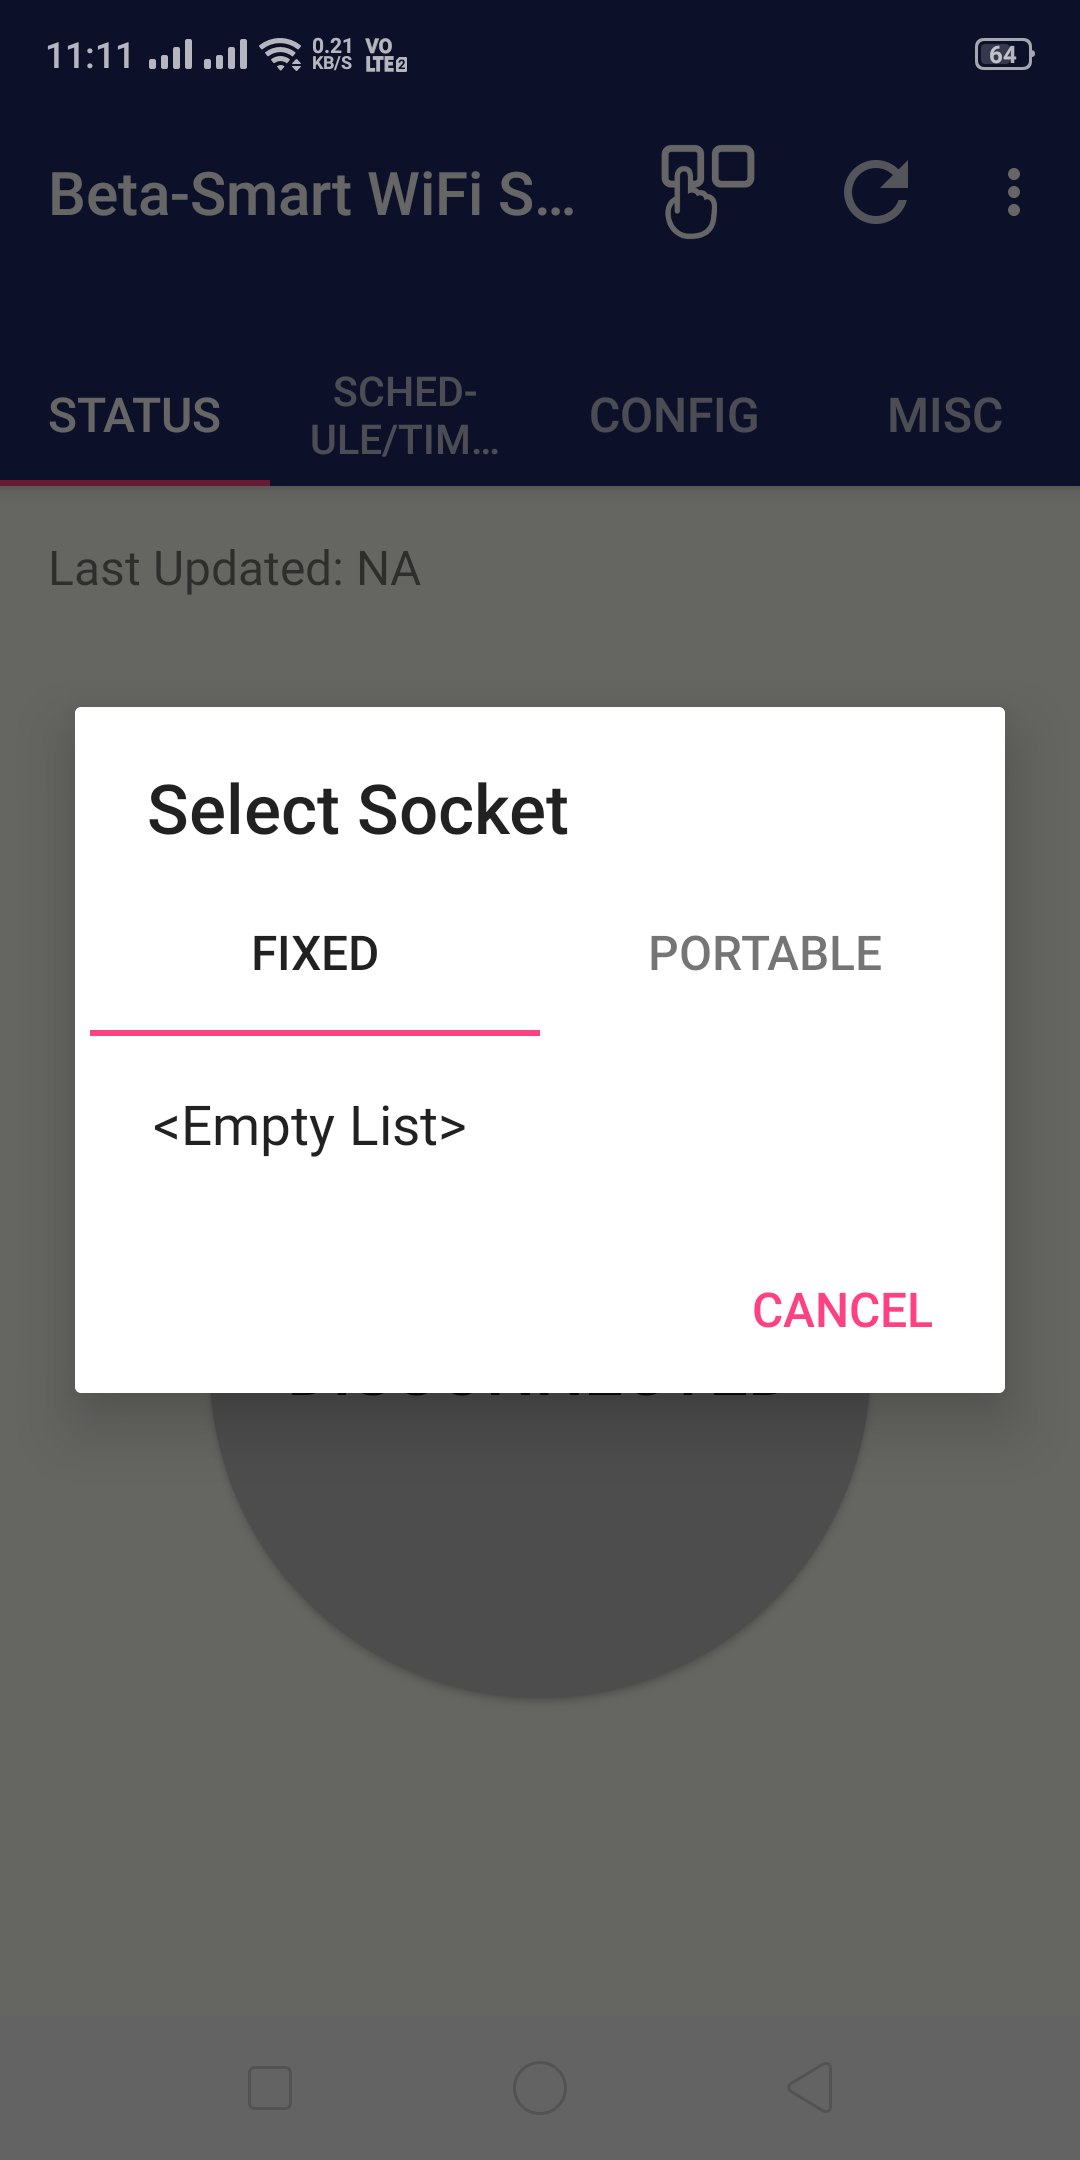 11:11 0.21 KB/S VO LTE2 64
Beta-Smart WiFi S...
STATUS
SCHED-
ULE/TIM...
CONFIG
MISC
Last Updated: NA
Select Socket
FIXED
PORTABLE
<Empty List>
CANCEL